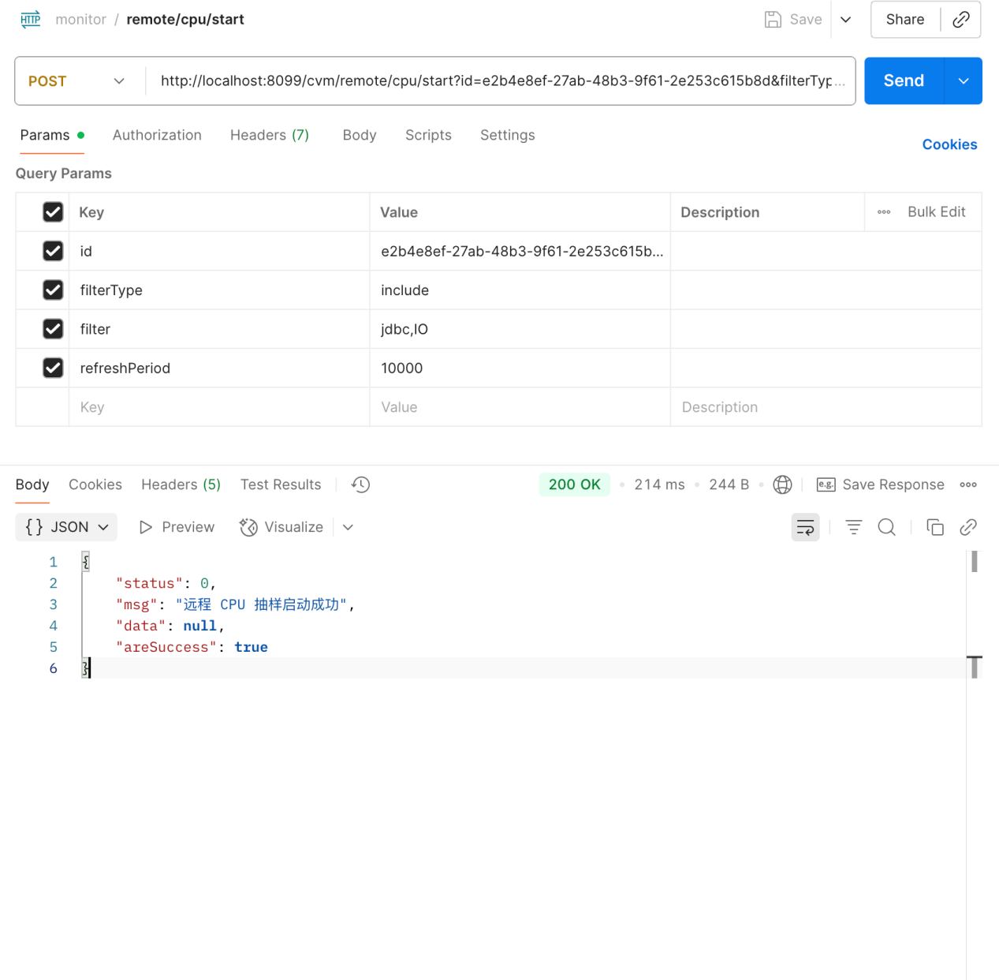 HTTP monitor / remote/cpu/start Save Share
POST http://localhost:8099/cvm/remote/cpu/start?id=e2b4e8ef-27ab-48b3-9f61-2e253c615b8d&filterTyp... Send
Params Authorization Headers (7) Body Scripts Settings Cookies
Query Params
Key Value Description Bulk Edit
id e2b4e8ef-27ab-48b3-9f61-2e253c615b...
filterType include
filter jdbc,IO
refreshPeriod 10000
Key Value Description
Body Cookies Headers (5) Test Results 200 OK 214 ms 244 B e.g. Save Response
{} JSON Preview Visualize
1 {
2 "status": 0,
3 "msg": "远程 CPU 抽样启动成功",
4 "data": null,
5 "areSuccess": true
6 }